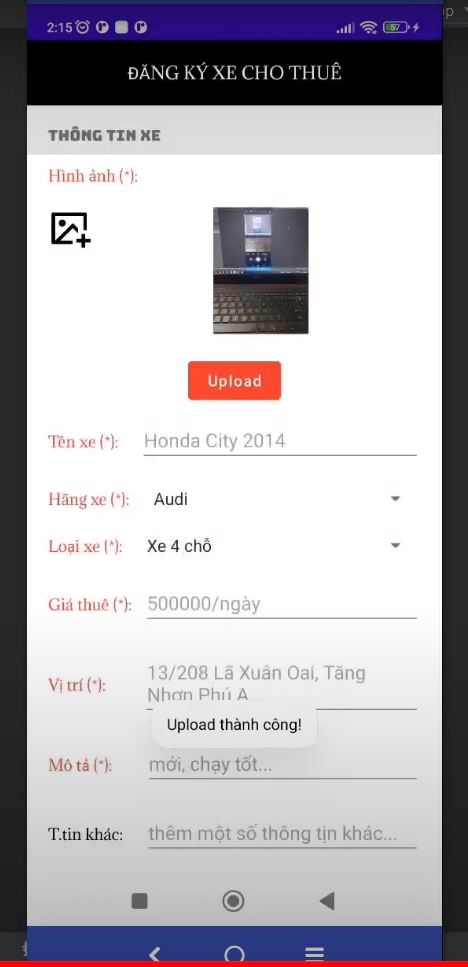 2:15
57
ĐĂNG KÝ XE CHO THUÊ
THÔNG TIN XE
Hình ảnh (*):
Upload
Tên xe (*): Honda City 2014
Hãng xe (*): Audi
Loại xe (*): Xe 4 chỗ
Giá thuê (*): 500000/ngày
13/208 Lã Xuân Oai, Tăng
Vị trí (*): Nhơn Phú A...
Upload thành công!
Mô tả (*): mới, chạy tốt...
T.tin khác: thêm một số thông tịn khác...